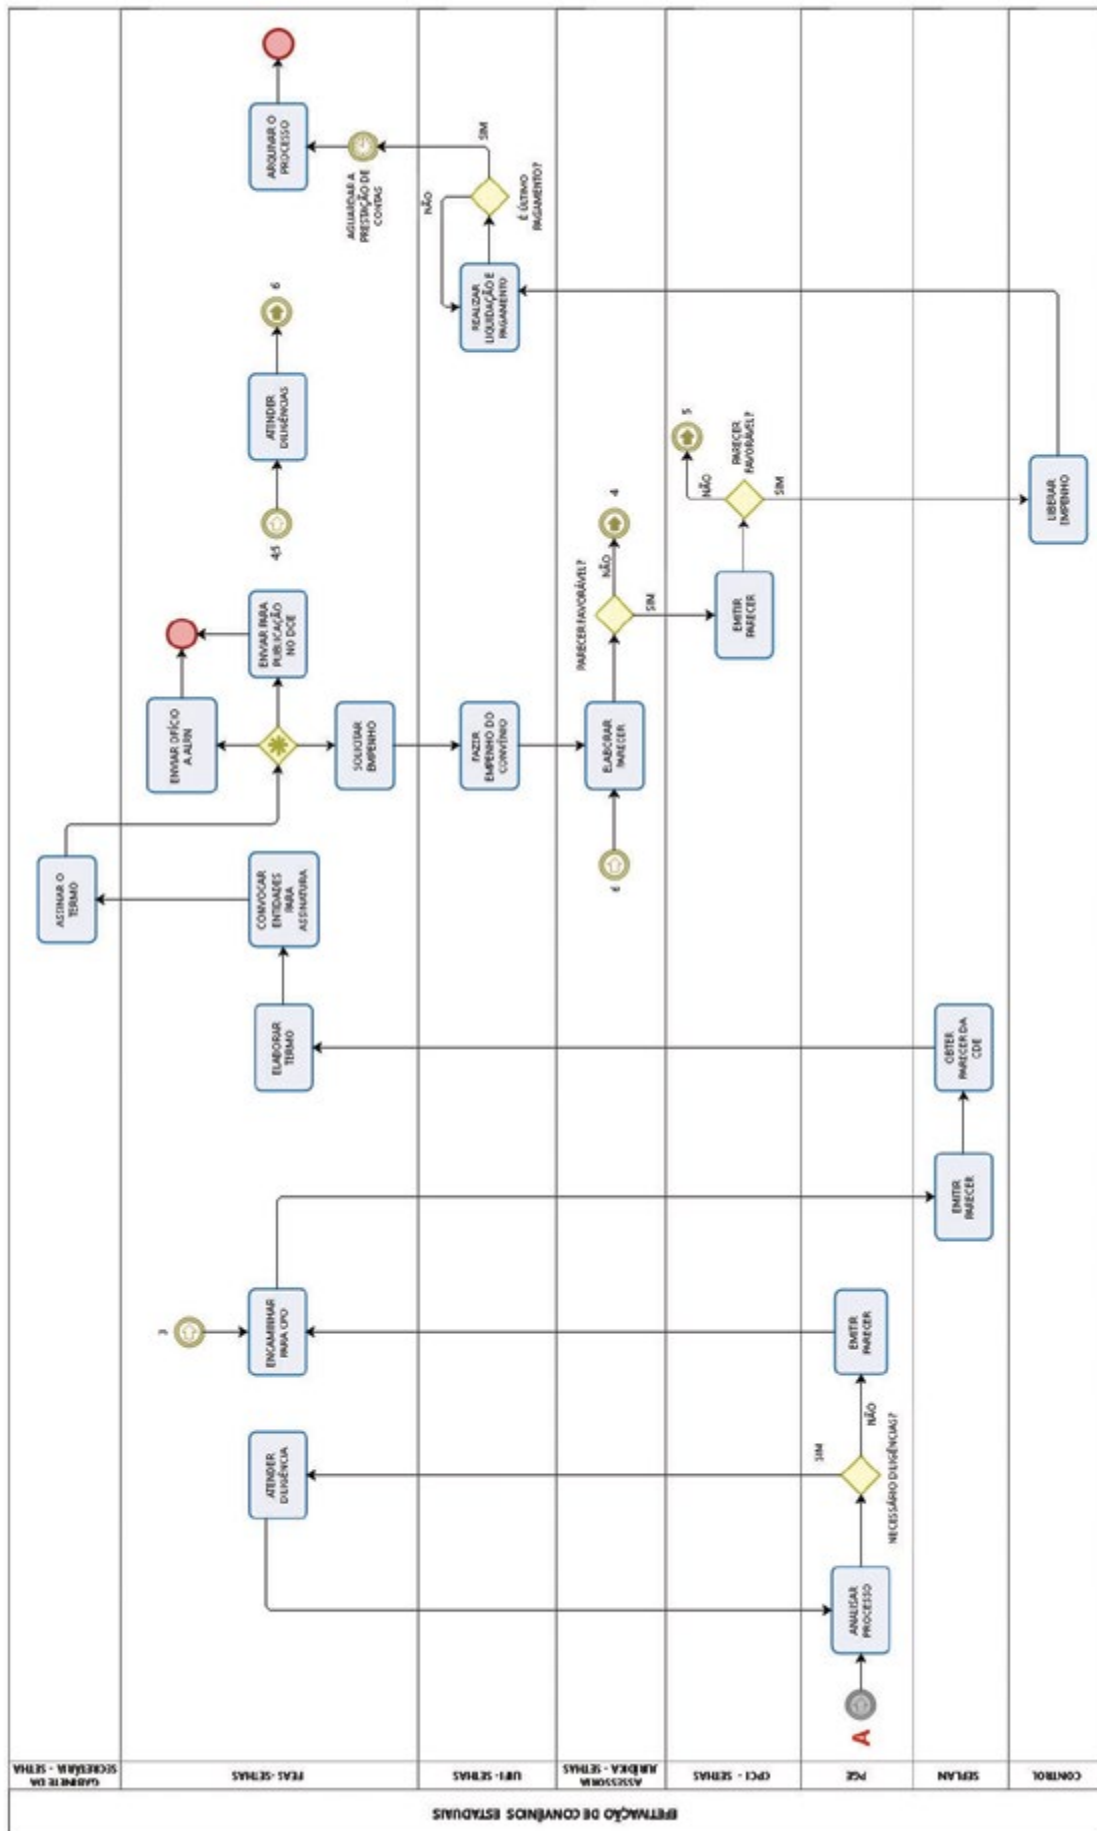 EFETIVAÇÃO DE CONVÊNIOS ESTADUAIS
GABINETE DA
SECRETÁRIA - SETHA
FEAS- SETHAS
UIFI- SETHAS
ASSESSORIA
JURÍDICA - SETHAS
CPCI - SETHAS
PGE
SEPLAN
CONTROL
A
ANALISAR
PROCESSO
NECESSÁRIO DILIGÊNCIAS?
SIM
NÃO
ATENDER
DILIGÊNCIA
EMITIR
PARECER
3
ENCAMINHAR
PARA CPO
EMITIR
PARECER
OBTER
PARECER DA
CDE
ELABORAR
TERMO
CONVOCAR
ENTIDADES
PARA
ASSINATURA
ASSINAR O
TERMO
ENVIAR OFÍCIO
A ALRN
ENVIAR PARA
PUBLICAÇÃO
NO DOE
SOLICITAR
EMPENHO
FAZER
EMPENHO DO
CONVÊNIO
6
ELABORAR
PARECER
PARECER FAVORÁVEL?
NÃO
4
SIM
EMITIR
PARECER
PARECER
FAVORÁVEL?
NÃO
5
SIM
LIBERAR
EMPENHO
4;5
ATENDER
DILIGÊNCIAS
6
REALIZAR
LIQUIDAÇÃO E
PAGAMENTO
É ÚLTIMO
PAGAMENTO?
NÃO
SIM
AGUARDAR A
PRESTAÇÃO DE
CONTAS
ARQUIVAR O
PROCESSO